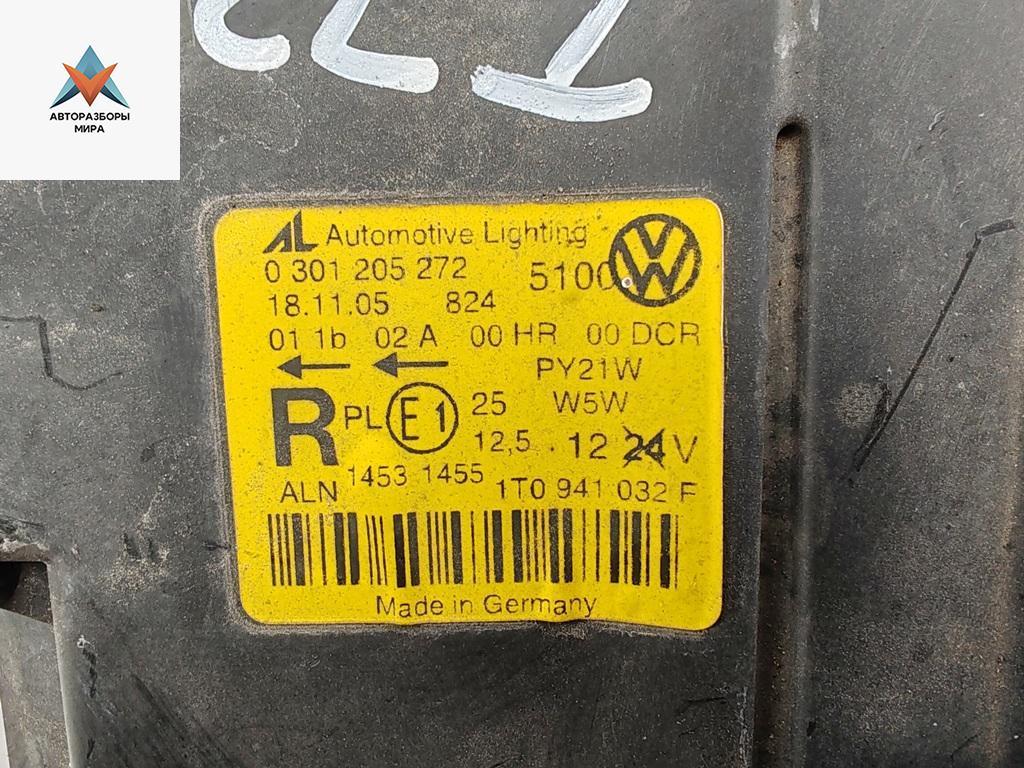 АВТОРАЗБОРЫ
МИРА
AL Automotive Lighting
0 301 205 272
5100
18.11.05 824
01 1b 02 A 00 HR 00 DCR
PY21W
R PL E1 25 W5W
12,5 . 12 24 V
1453 1455
ALN 1T0 941 032 F
Made in Germany